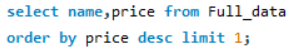 select name,price from Full_data
order by price desc limit 1;